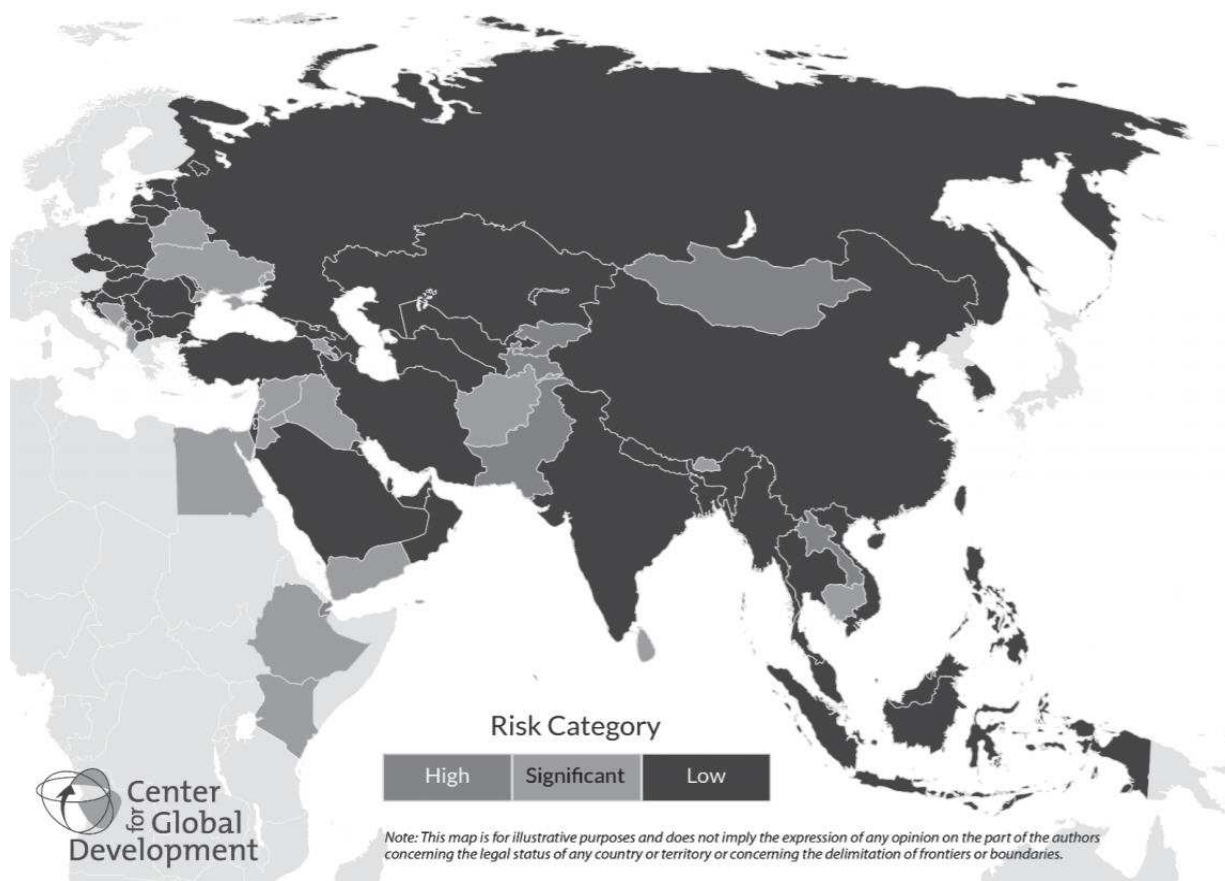 Risk Category
High Significant Low
Center
for Global
Development
Note: This map is for illustrative purposes and does not imply the expression of any opinion on the part of the authors
concerning the legal status of any country or territory or concerning the delimitation of frontiers or boundaries.